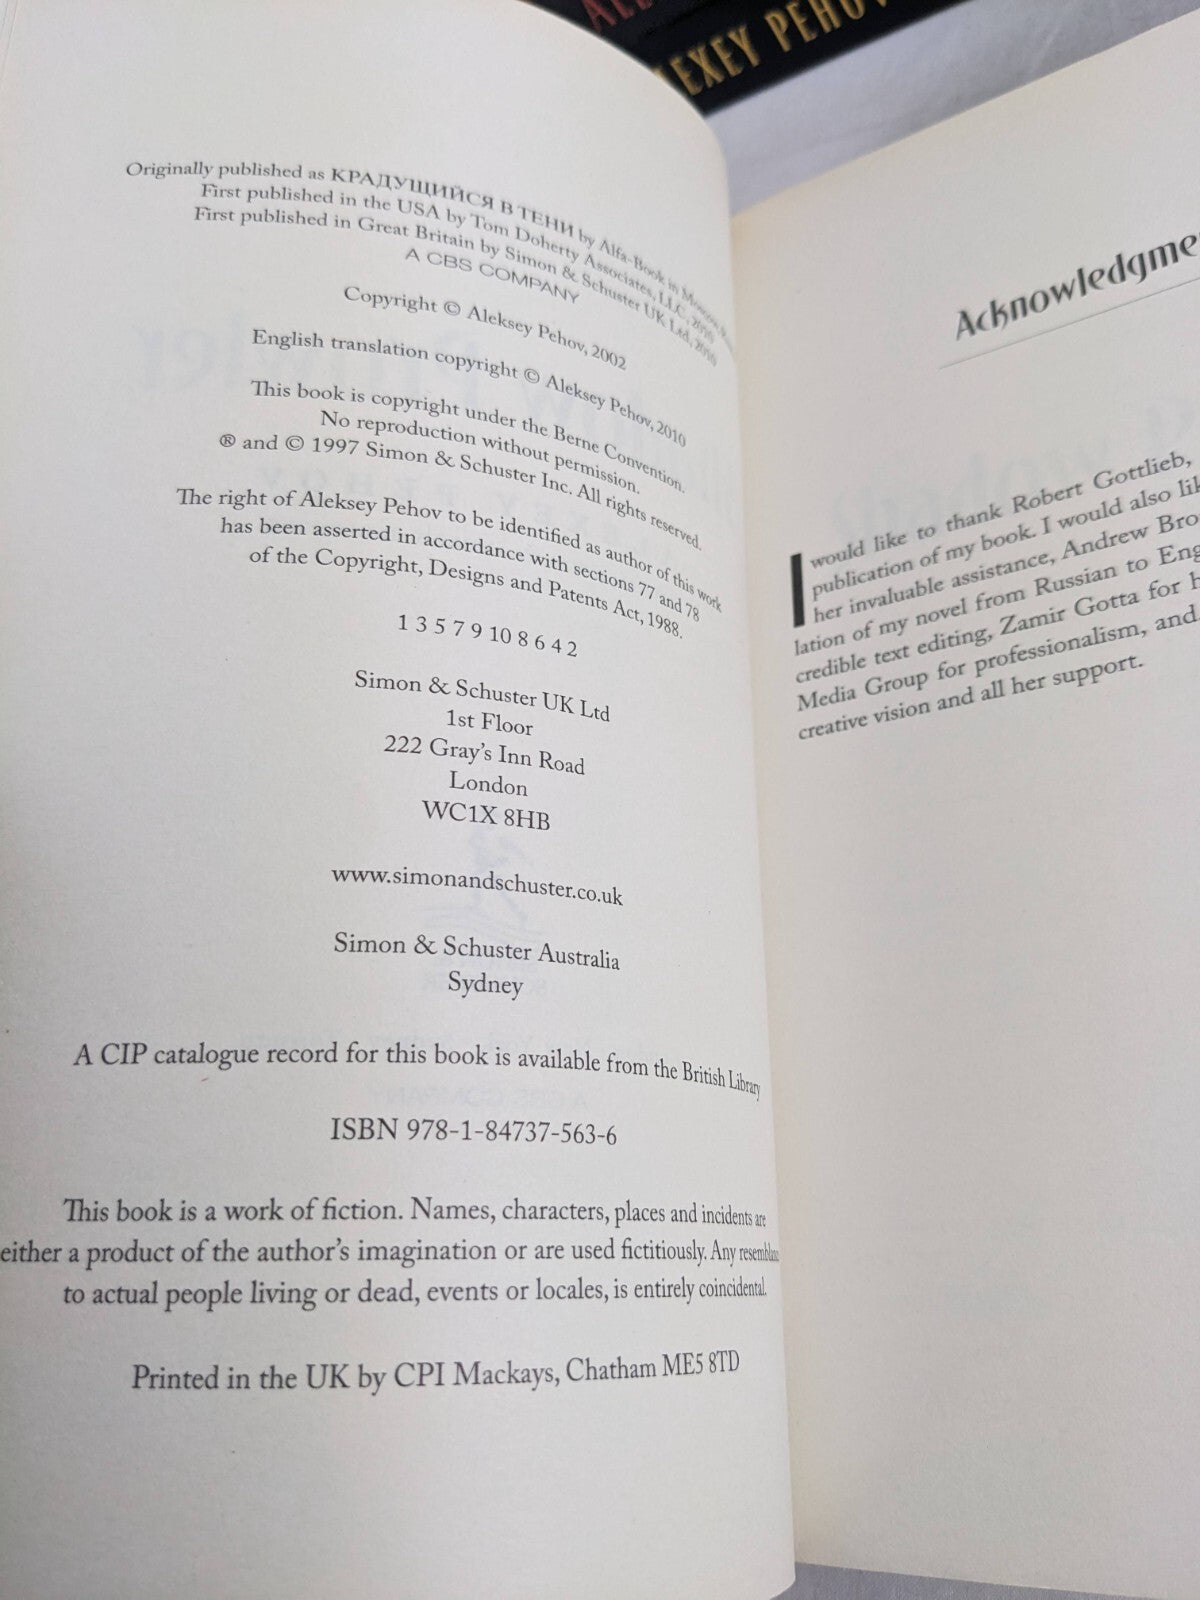 ALE
LEXEY PEHOV
Originally published as КРАДУЩИЙСЯ В ТЕНИ by Alfa-Book in Moscow,
First published in the USA by Tom Doherty Associates, LLC, 2010
First published in Great Britain by Simon & Schuster UK Ltd, 2010
A CBS COMPANY
Copyright © Aleksey Pehov, 2002
English translation copyright © Aleksey Pehov, 2010
This book is copyright under the Berne Convention.
No reproduction without permission.
® and © 1997 Simon & Schuster Inc. All rights reserved.
The right of Aleksey Pehov to be identified as author of this work
has been asserted in accordance with sections 77 and 78
of the Copyright, Designs and Patents Act, 1988.
1 3 5 7 9 10 8 6 4 2
Simon & Schuster UK Ltd
1st Floor
222 Gray's Inn Road
London
WC1X 8HB
www.simonandschuster.co.uk
Simon & Schuster Australia
Sydney
A CIP catalogue record for this book is available from the British Library
ISBN 978-1-84737-563-6
This book is a work of fiction. Names, characters, places and incidents are
either a product of the author's imagination or are used fictitiously. Any resemblance
to actual people living or dead, events or locales, is entirely coincidental.
Printed in the UK by CPI Mackays, Chatham ME5 8TD
Acknowledgme
I would like to thank Robert Gottlieb,
publication of my book. I would also lik
her invaluable assistance, Andrew Bro
lation of my novel from Russian to Eng
credible text editing, Zamir Gotta for h
Media Group for professionalism, and
creative vision and all her support.